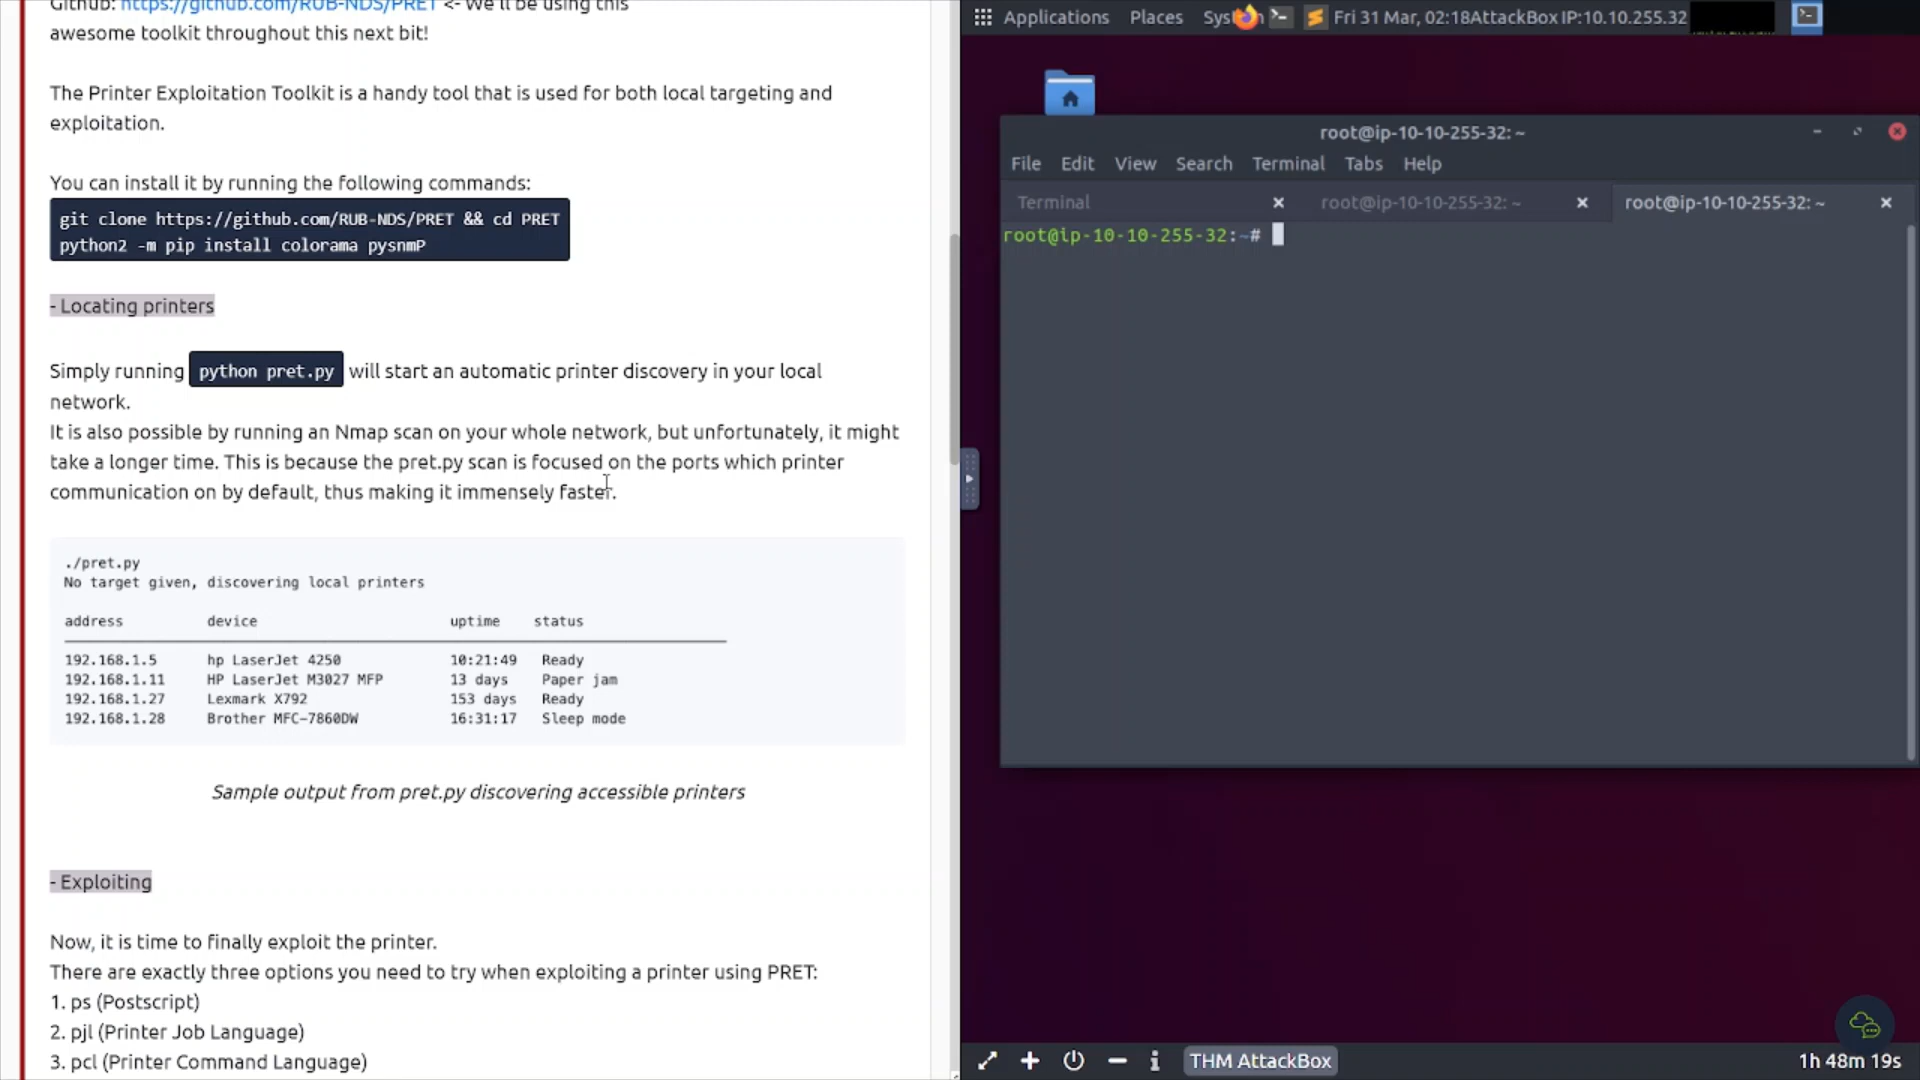 Github: https://github.com/RUB-NDS/PRET <- We'll be using this
awesome toolkit throughout this next bit!
The Printer Exploitation Toolkit is a handy tool that is used for both local targeting and
exploitation.
You can install it by running the following commands:
git clone https://github.com/RUB-NDS/PRET && cd PRET
python2 -m pip install colorama pysnmP
- Locating printers
Simply running python pret.py will start an automatic printer discovery in your local
network.
It is also possible by running an Nmap scan on your whole network, but unfortunately, it might
take a longer time. This is because the pret.py scan is focused on the ports which printer
communication on by default, thus making it immensely faster.
./pret.py
No target given, discovering local printers
address device uptime status
192.168.1.5 hp LaserJet 4250 10:21:49 Ready
192.168.1.11 HP LaserJet M3027 MFP 13 days Paper jam
192.168.1.27 Lexmark X792 153 days Ready
192.168.1.28 Brother MFC-7860DW 16:31:17 Sleep mode
Sample output from pret.py discovering accessible printers
- Exploiting
Now, it is time to finally exploit the printer.
There are exactly three options you need to try when exploiting a printer using PRET:
1. ps (Postscript)
2. pjl (Printer Job Language)
3. pcl (Printer Command Language)
Applications Places Sys Fri 31 Mar, 02:18 AttackBox IP:10.10.255.32
root@ip-10-10-255-32: ~
File Edit View Search Terminal Tabs Help
Terminal root@ip-10-10-255-32: ~ root@ip-10-10-255-32: ~
root@ip-10-10-255-32:~#
THM AttackBox 1h 48m 19s